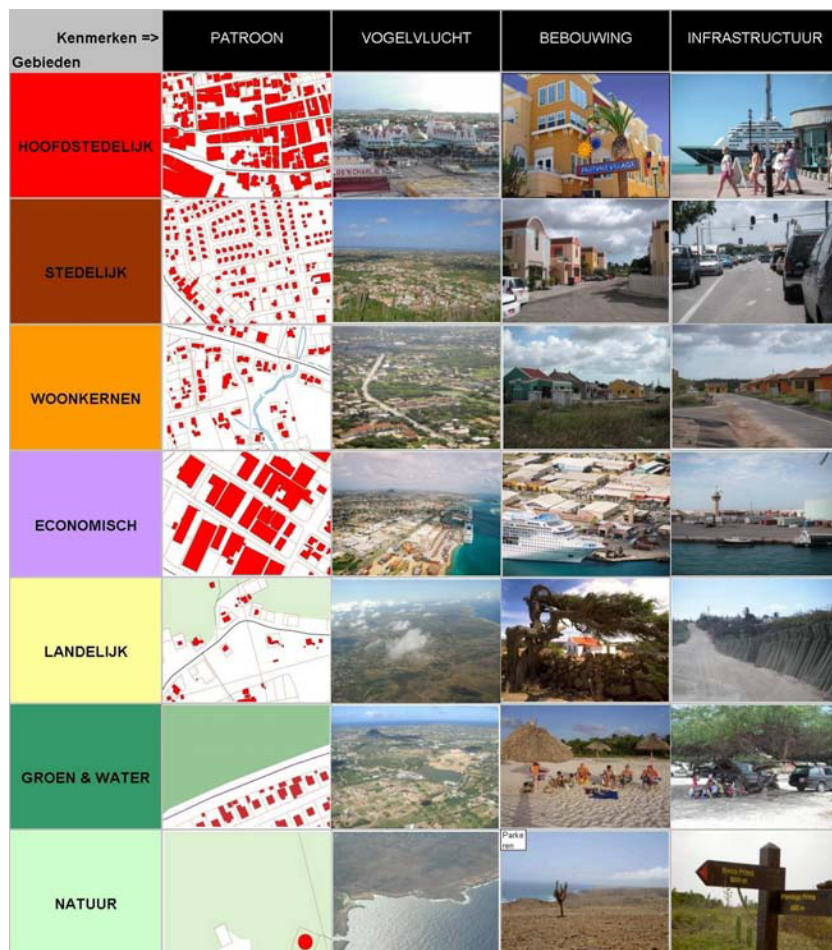 Kenmerken =>
Gebieden
PATROON
VOGELVLUCHT
BEBOUWING
INFRASTRUCTUUR
HOOFDSTEDELIJK
STEDELIJK
WOONKERNEN
ECONOMISCH
LANDELIJK
GROEN & WATER
NATUUR
Parke
ren